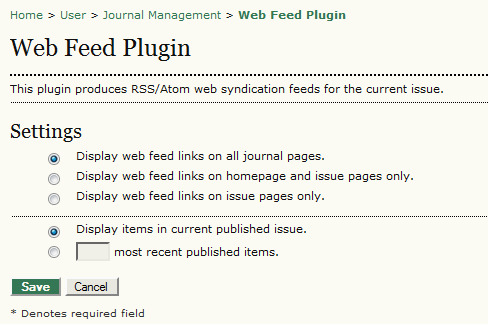 Home > User > Journal Management > Web Feed Plugin
Web Feed Plugin
This plugin produces RSS/Atom web syndication feeds for the current issue.
Settings
Display web feed links on all journal pages.
Display web feed links on homepage and issue pages only.
Display web feed links on issue pages only.
Display items in current published issue.
most recent published items.
Save Cancel
* Denotes required field